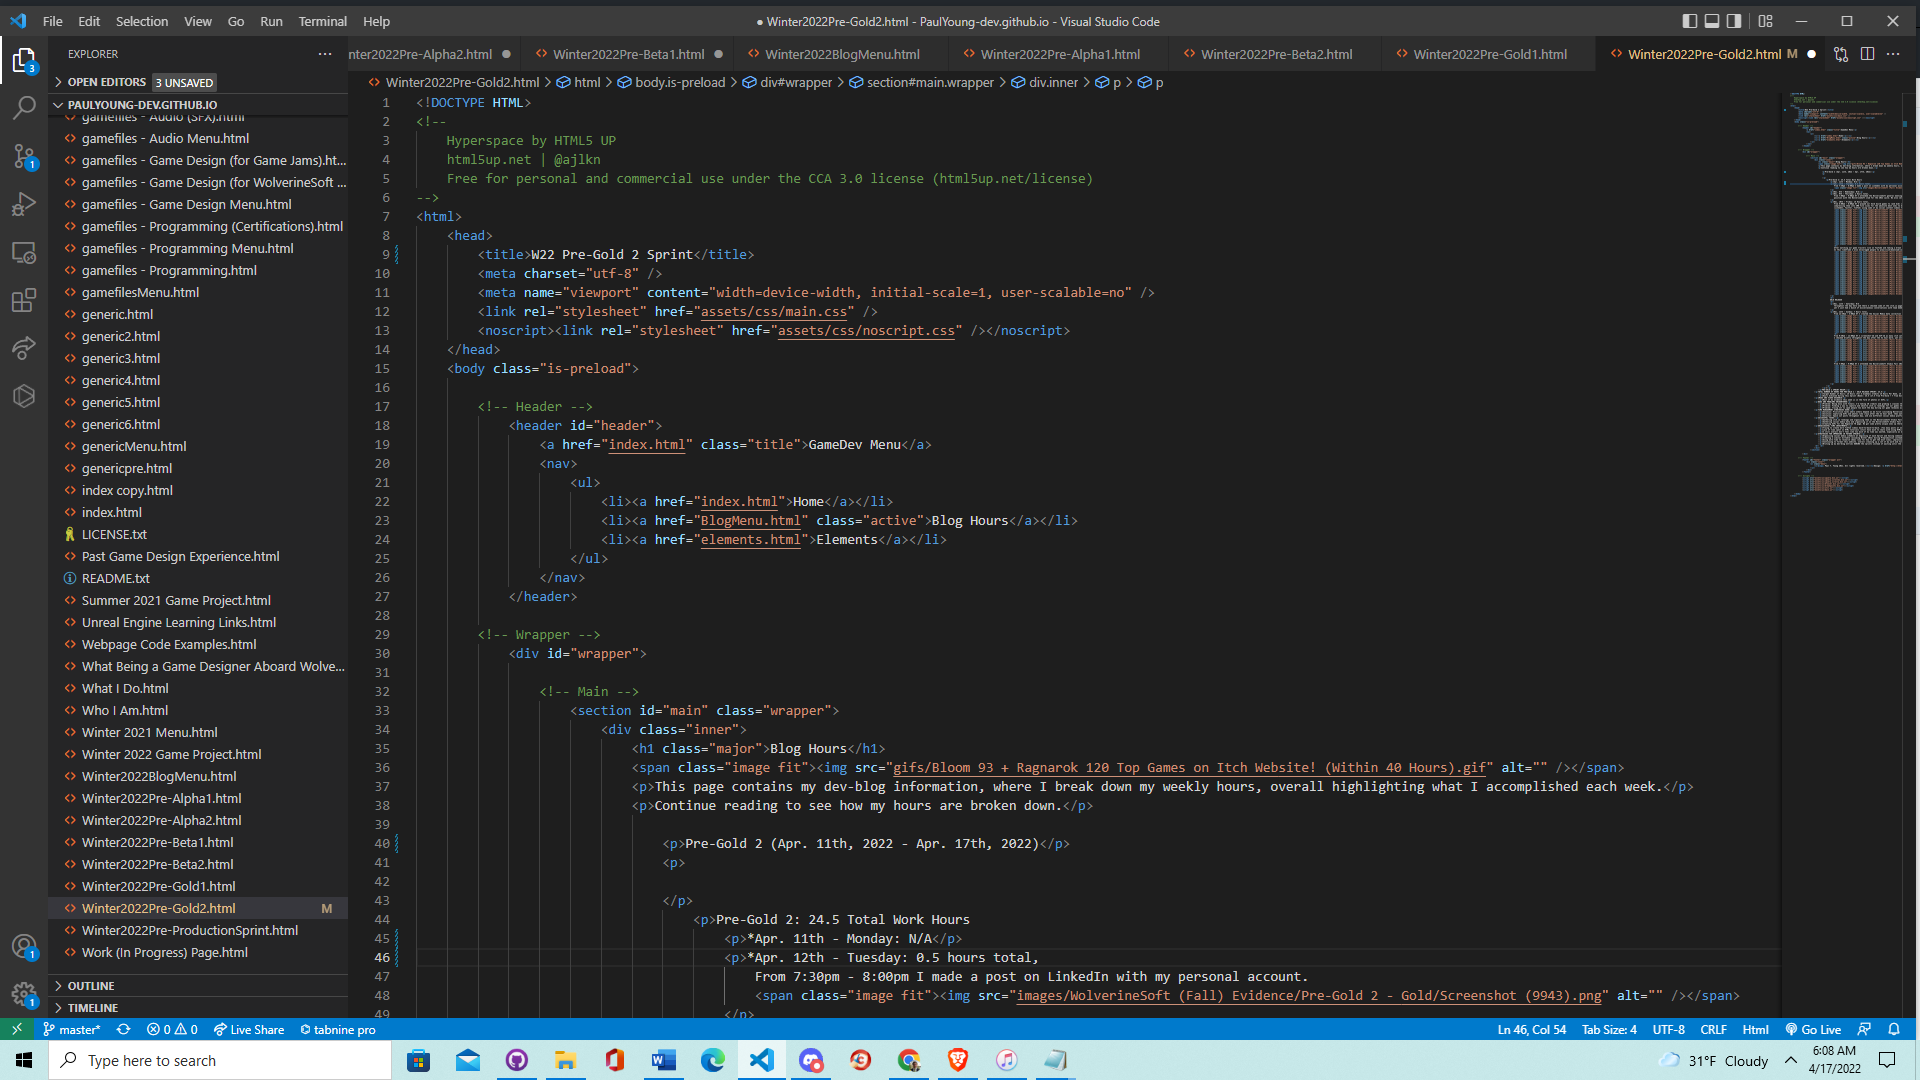 File Edit Selection View Go Run Terminal Help
● Winter2022Pre-Gold2.html - PaulYoung-dev.github.io - Visual Studio Code
EXPLORER
nter2022Pre-Alpha2.html Winter2022Pre-Beta1.html Winter2022BlogMenu.html Winter2022Pre-Alpha1.html Winter2022Pre-Beta2.html Winter2022Pre-Gold1.html Winter2022Pre-Gold2.html M
OPEN EDITORS 3 UNSAVED
Winter2022Pre-Gold2.html > html > body.is-preload > div#wrapper > section#main.wrapper > div.inner > p > p
PAULYOUNG-DEV.GITHUB.IO
gamefiles - Audio (SFX).html
gamefiles - Audio Menu.html
gamefiles - Game Design (for Game Jams).ht...
gamefiles - Game Design (for WolverineSoft ...
gamefiles - Game Design Menu.html
gamefiles - Programming (Certifications).html
gamefiles - Programming Menu.html
gamefiles - Programming.html
gamefilesMenu.html
generic.html
generic2.html
generic3.html
generic4.html
generic5.html
generic6.html
genericMenu.html
genericpre.html
index copy.html
index.html
LICENSE.txt
Past Game Design Experience.html
README.txt
Summer 2021 Game Project.html
Unreal Engine Learning Links.html
Webpage Code Examples.html
What Being a Game Designer Aboard Wolve...
What I Do.html
Who I Am.html
Winter 2021 Menu.html
Winter 2022 Game Project.html
Winter2022BlogMenu.html
Winter2022Pre-Alpha1.html
Winter2022Pre-Alpha2.html
Winter2022Pre-Beta1.html
Winter2022Pre-Beta2.html
Winter2022Pre-Gold1.html
Winter2022Pre-Gold2.html M
Winter2022Pre-ProductionSprint.html
Work (In Progress) Page.html
OUTLINE
TIMELINE
3
1
1
1
1 <!DOCTYPE HTML>
2 <!--
3 Hyperspace by HTML5 UP
4 html5up.net | @ajlkn
5 Free for personal and commercial use under the CCA 3.0 license (html5up.net/license)
6 -->
7 <html>
8 <head>
9 <title>W22 Pre-Gold 2 Sprint</title>
10 <meta charset="utf-8" />
11 <meta name="viewport" content="width=device-width, initial-scale=1, user-scalable=no" />
12 <link rel="stylesheet" href="assets/css/main.css" />
13 <noscript><link rel="stylesheet" href="assets/css/noscript.css" /></noscript>
14 </head>
15 <body class="is-preload">
16
17 <!-- Header -->
18 <header id="header">
19 <a href="index.html" class="title">GameDev Menu</a>
20 <nav>
21 <ul>
22 <li><a href="index.html">Home</a></li>
23 <li><a href="BlogMenu.html" class="active">Blog Hours</a></li>
24 <li><a href="elements.html">Elements</a></li>
25 </ul>
26 </nav>
27 </header>
28
29 <!-- Wrapper -->
30 <div id="wrapper">
31
32 <!-- Main -->
33 <section id="main" class="wrapper">
34 <div class="inner">
35 <h1 class="major">Blog Hours</h1>
36 <span class="image fit"><img src="gifs/Bloom 93 + Ragnarok 120 Top Games on Itch Website! (Within 40 Hours).gif" alt="" /></span>
37 <p>This page contains my dev-blog information, where I break down my weekly hours, overall highlighting what I accomplished each week.</p>
38 <p>Continue reading to see how my hours are broken down.</p>
39
40 <p>Pre-Gold 2 (Apr. 11th, 2022 - Apr. 17th, 2022)</p>
41 <p>
42
43 </p>
44 <p>Pre-Gold 2: 24.5 Total Work Hours
45 <p>*Apr. 11th - Monday: N/A</p>
46 <p>*Apr. 12th - Tuesday: 0.5 hours total,
47 From 7:30pm - 8:00pm I made a post on LinkedIn with my personal account.
48 <span class="image fit"><img src="images/WolverineSoft (Fall) Evidence/Pre-Gold 2 - Gold/Screenshot (9943).png" alt="" /></span>
49 </p>
master* 0 0 Live Share tabnine pro
Ln 46, Col 54 Tab Size: 4 UTF-8 CRLF Html Go Live
Type here to search
31°F Cloudy
6:08 AM
4/17/2022